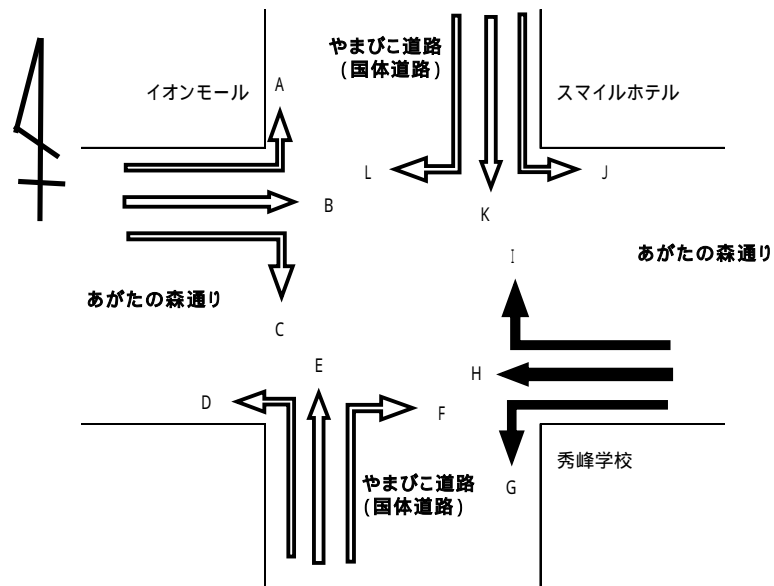 やまびこ道路
(国体道路)
イオンモール
A
スマイルホテル
L
J
B
K
I
あがたの森通り
あがたの森通り
C
E
H
D
F
やまびこ道路
(国体道路)
秀峰学校
G